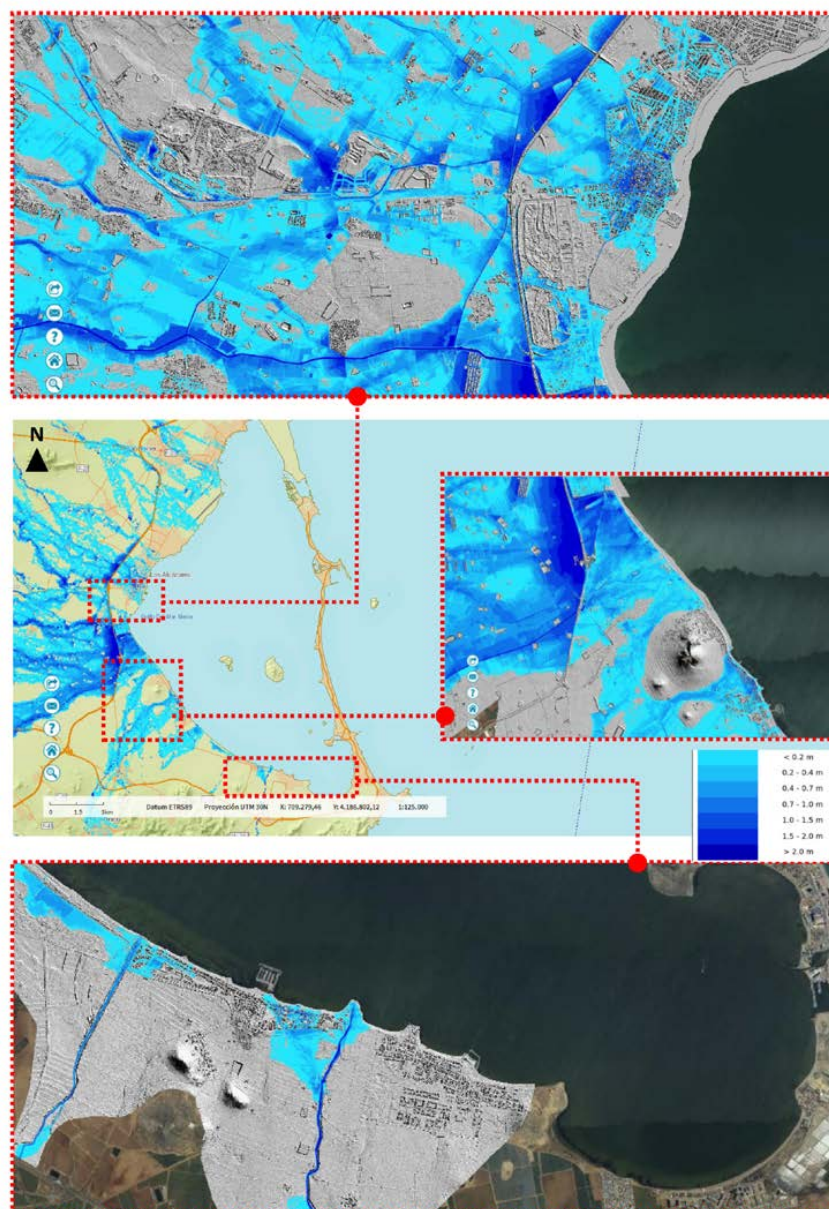 ?
N
Los Alcázares
?
0 1.5 3km Datum ETRS89 Proyección UTM 30N X: 709.279,46 Y: 4.186.802,12 1:125.000
?
< 0.2 m
0.2 - 0.4 m
0.4 - 0.7 m
0.7 - 1.0 m
1.0 - 1.5 m
1.5 - 2.0 m
> 2.0 m